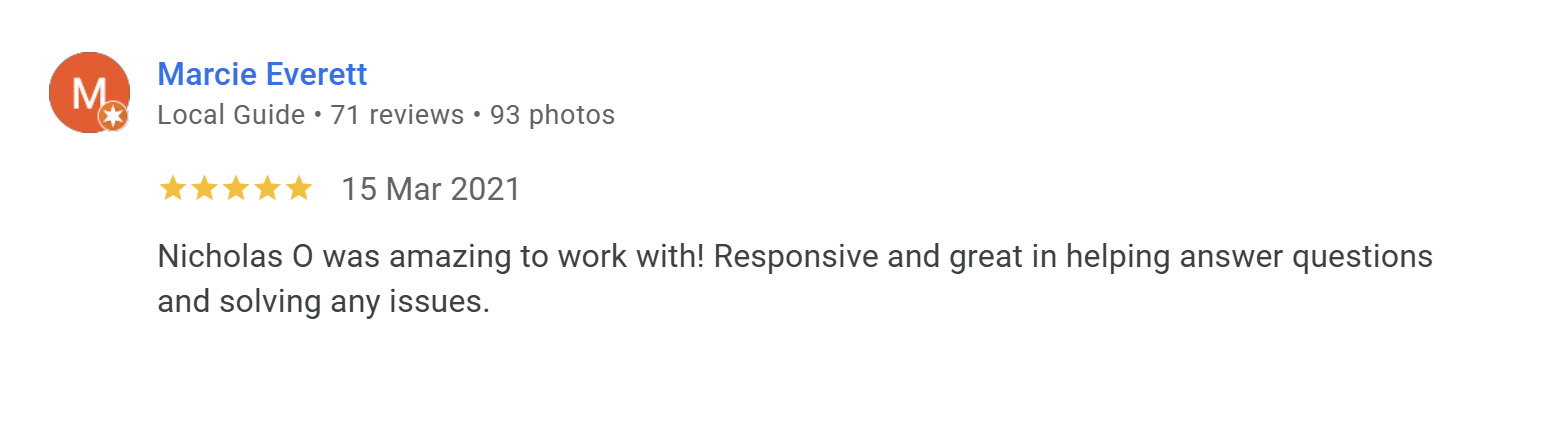 M
Marcie Everett
Local Guide • 71 reviews • 93 photos
15 Mar 2021
Nicholas O was amazing to work with! Responsive and great in helping answer questions
and solving any issues.